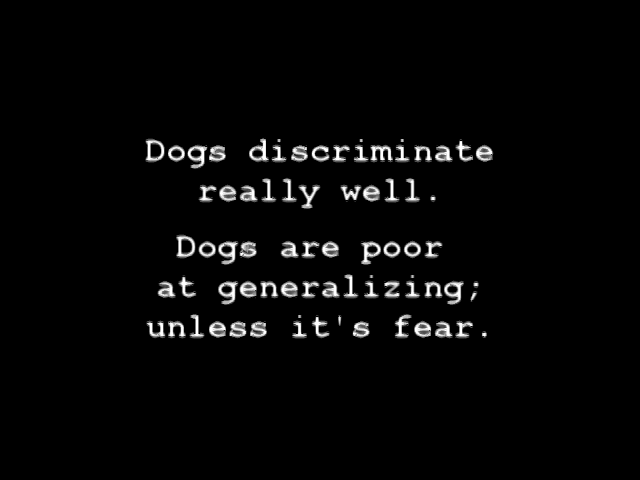 Dogs discriminate
really well.
Dogs are poor
at generalizing;
unless it's fear.